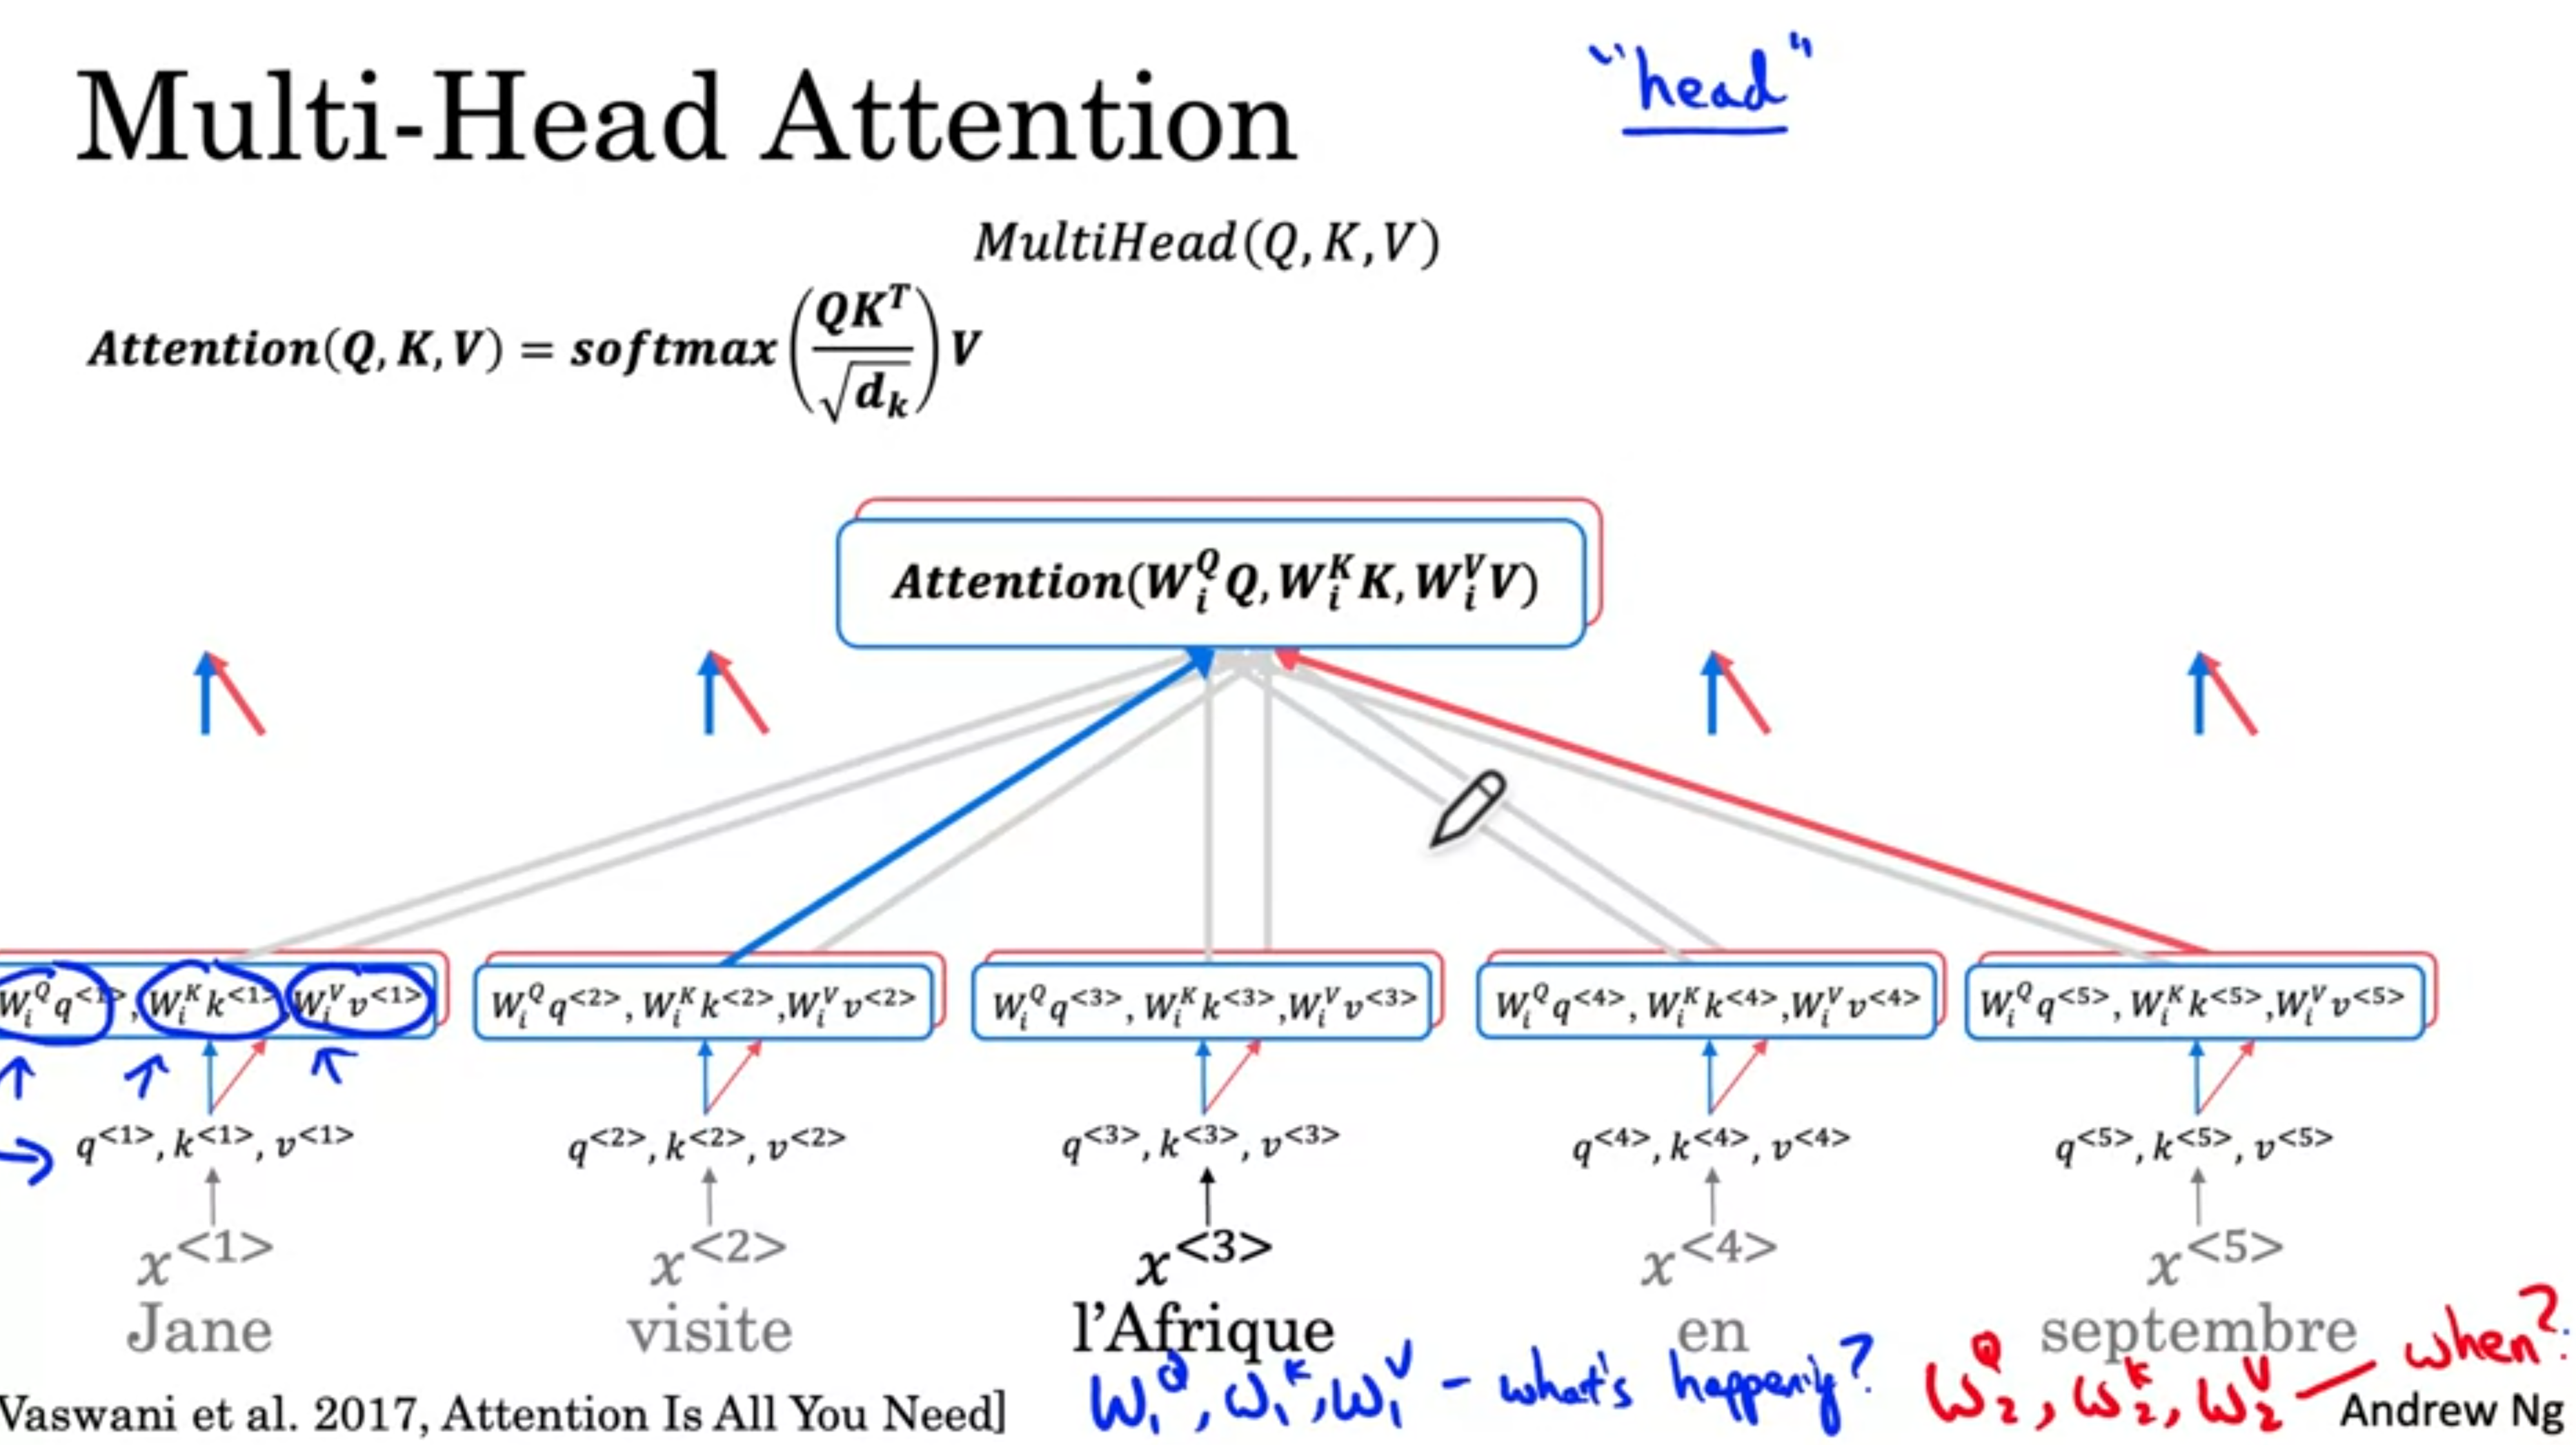 Multi-Head Attention
"head"
MultiHead(Q, K, V)
Attention(Q, K, V) = softmax(QK^T / √d_k) V
Attention(W_i^Q Q, W_i^K K, W_i^V V)
W_i^Q q^<1>, W_i^K k^<1>, W_i^V v^<1>
W_i^Q q^<2>, W_i^K k^<2>, W_i^V v^<2>
W_i^Q q^<3>, W_i^K k^<3>, W_i^V v^<3>
W_i^Q q^<4>, W_i^K k^<4>, W_i^V v^<4>
W_i^Q q^<5>, W_i^K k^<5>, W_i^V v^<5>
q^<1>, k^<1>, v^<1>
q^<2>, k^<2>, v^<2>
q^<3>, k^<3>, v^<3>
q^<4>, k^<4>, v^<4>
q^<5>, k^<5>, v^<5>
x^<1> x^<2> x^<3> x^<4> x^<5>
Jane visite l'Afrique en septembre
W_1^Q, W_1^K, W_1^V - what's happening?
W_2^Q, W_2^K, W_2^V — when?
Vaswani et al. 2017, Attention Is All You Need]
Andrew Ng